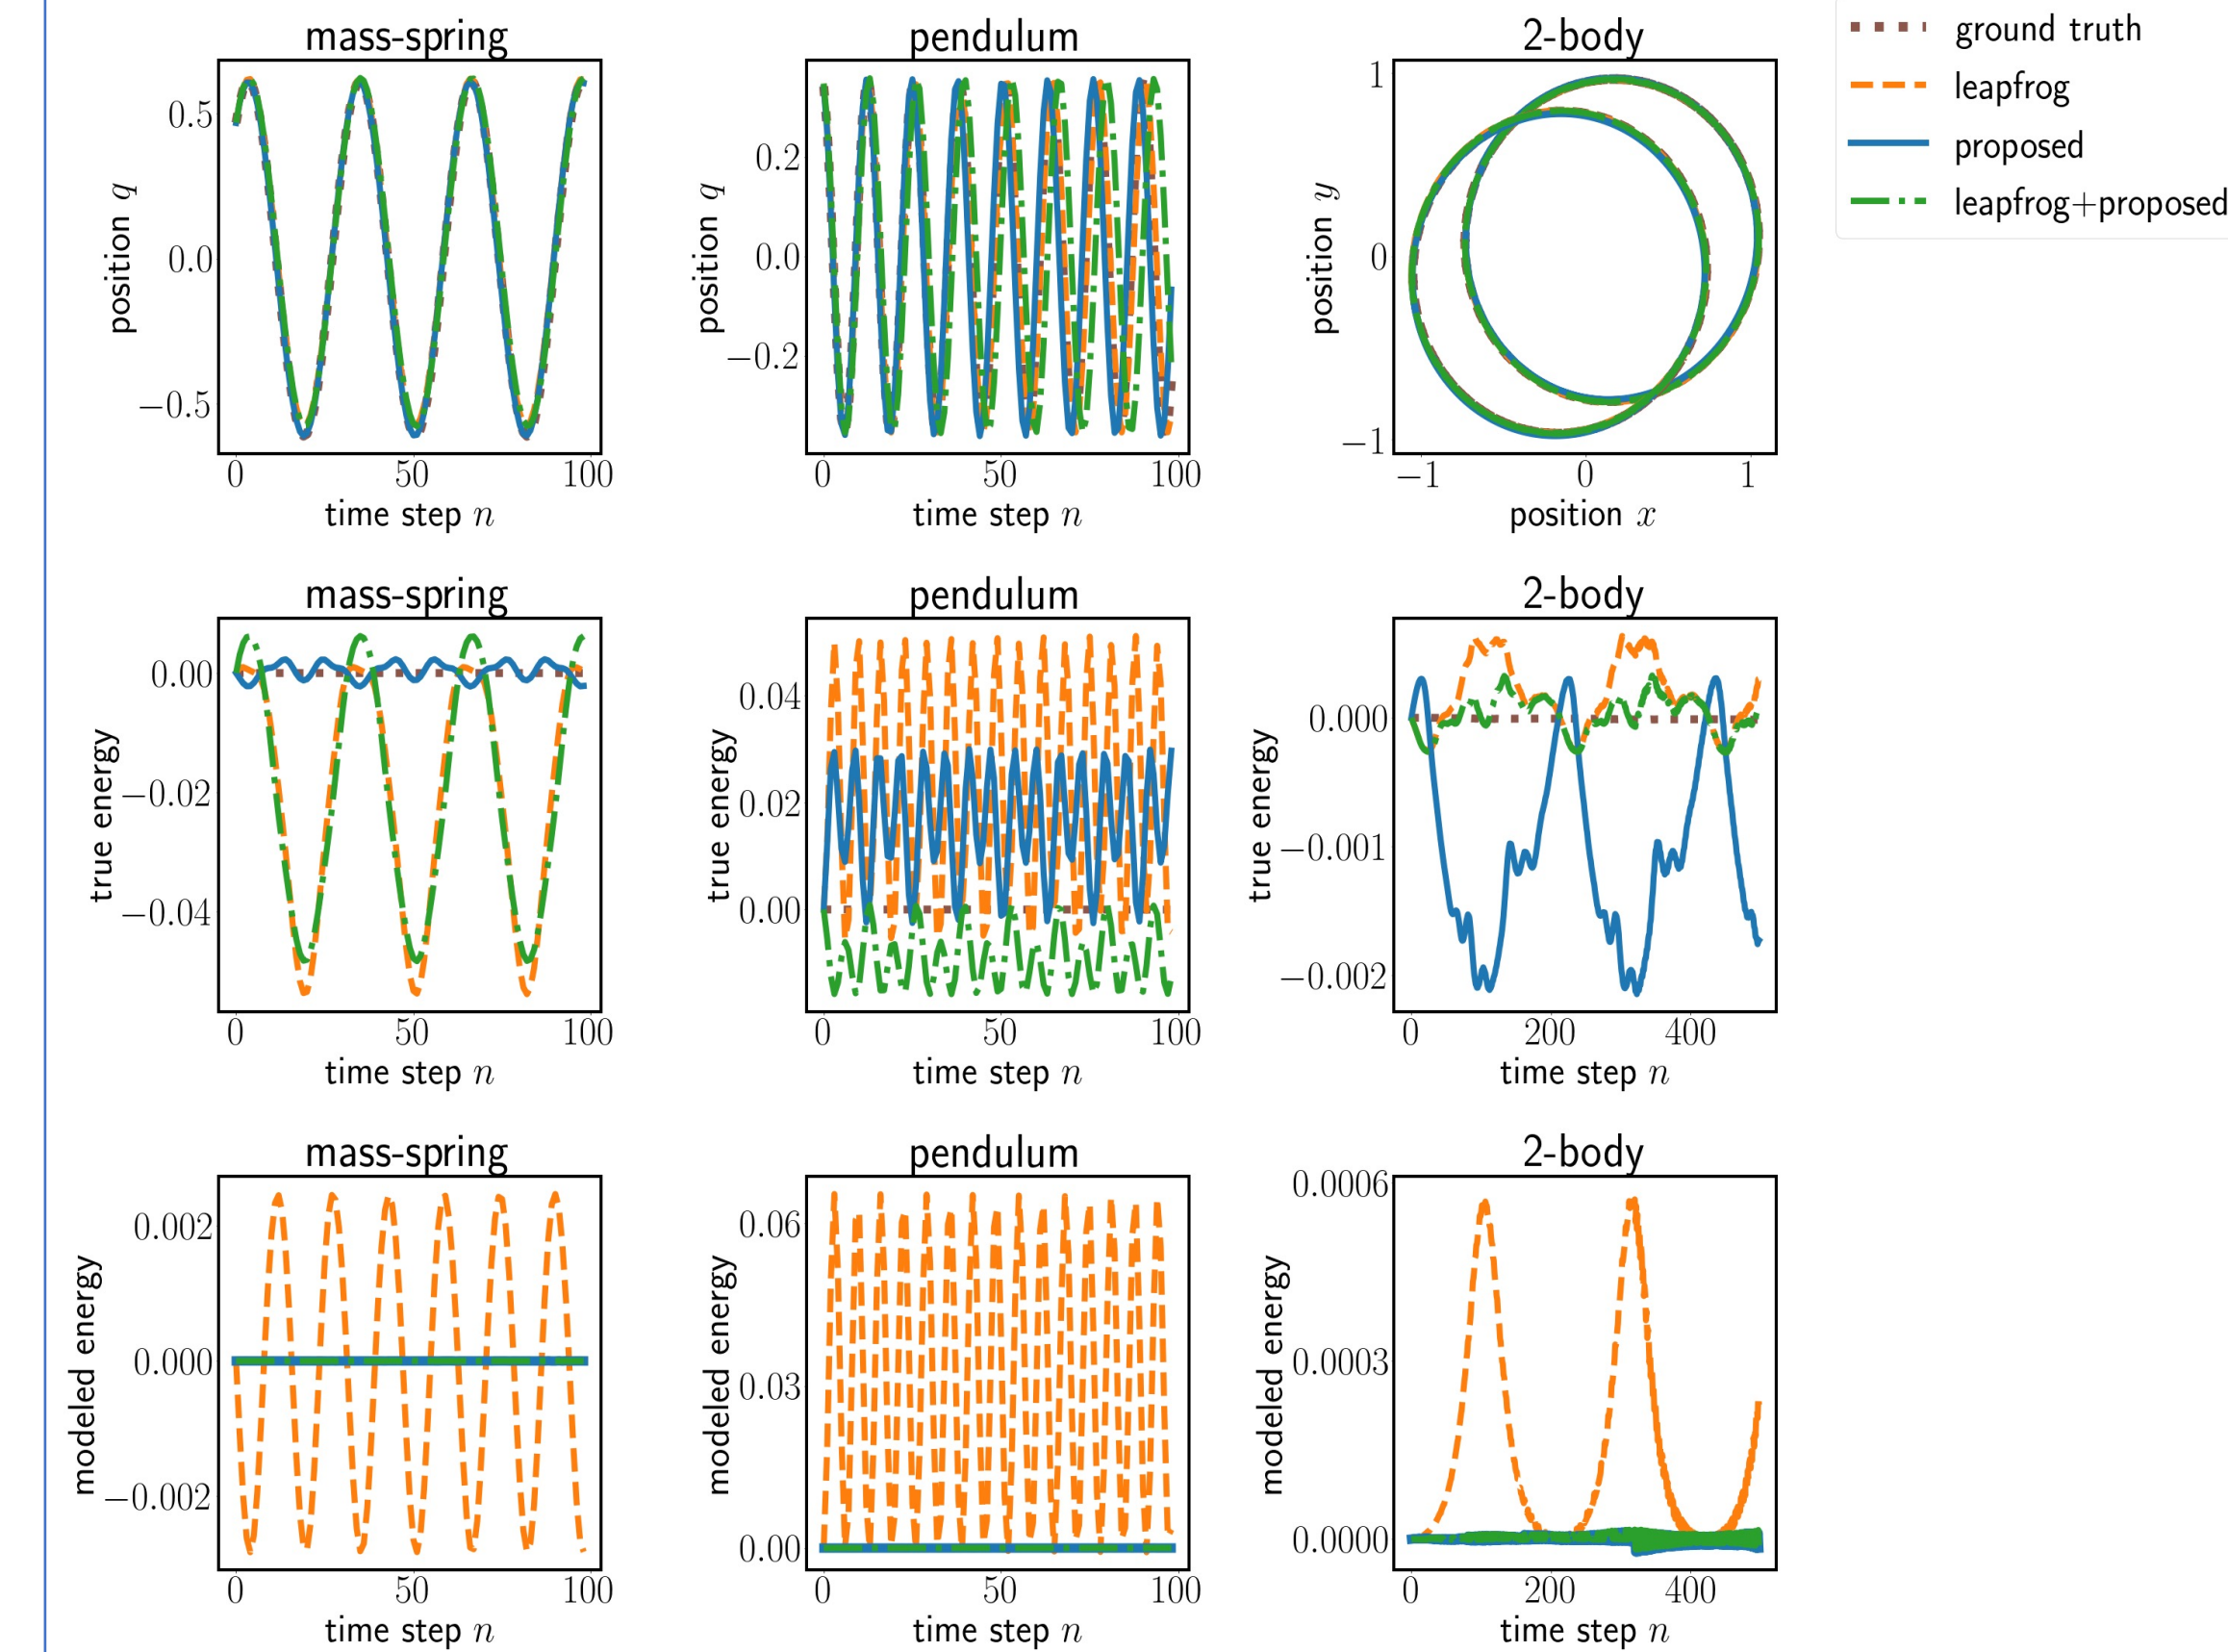 mass-spring
0.5
0.0
−0.5
position q
0 50 100
time step n
pendulum
0.2
0.0
−0.2
position q
0 50 100
time step n
2-body
1
0
−1
position y
−1 0 1
position x
ground truth
leapfrog
proposed
leapfrog+proposed
mass-spring
0.00
−0.02
−0.04
true energy
0 50 100
time step n
pendulum
0.04
0.02
0.00
true energy
0 50 100
time step n
2-body
0.000
−0.001
−0.002
true energy
0 200 400
time step n
mass-spring
0.002
0.000
−0.002
modeled energy
0 50 100
time step n
pendulum
0.06
0.03
0.00
modeled energy
0 50 100
time step n
2-body
0.0006
0.0003
0.0000
modeled energy
0 200 400
time step n